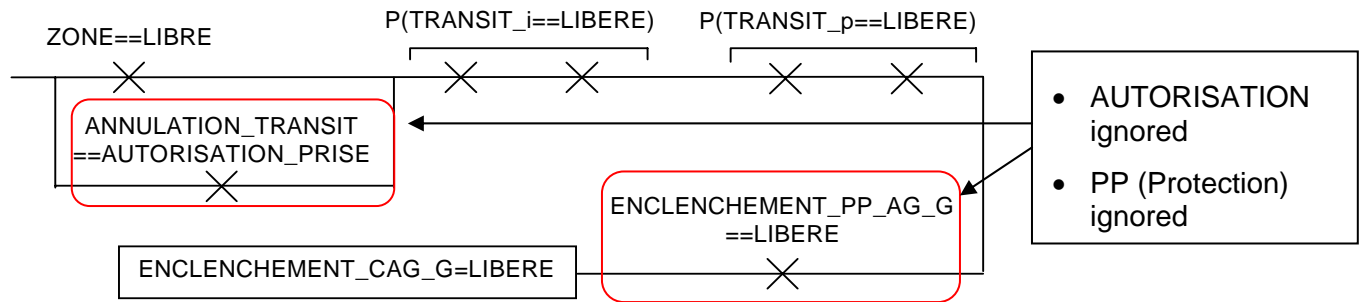 P(TRANSIT_i==LIBERE)
P(TRANSIT_p==LIBERE)
ZONE==LIBRE
ANNULATION_TRANSIT
==AUTORISATION_PRISE
• AUTORISATION
ignored
• PP (Protection)
ignored
ENCLENCHEMENT_PP_AG_G
==LIBERE
ENCLENCHEMENT_CAG_G=LIBERE